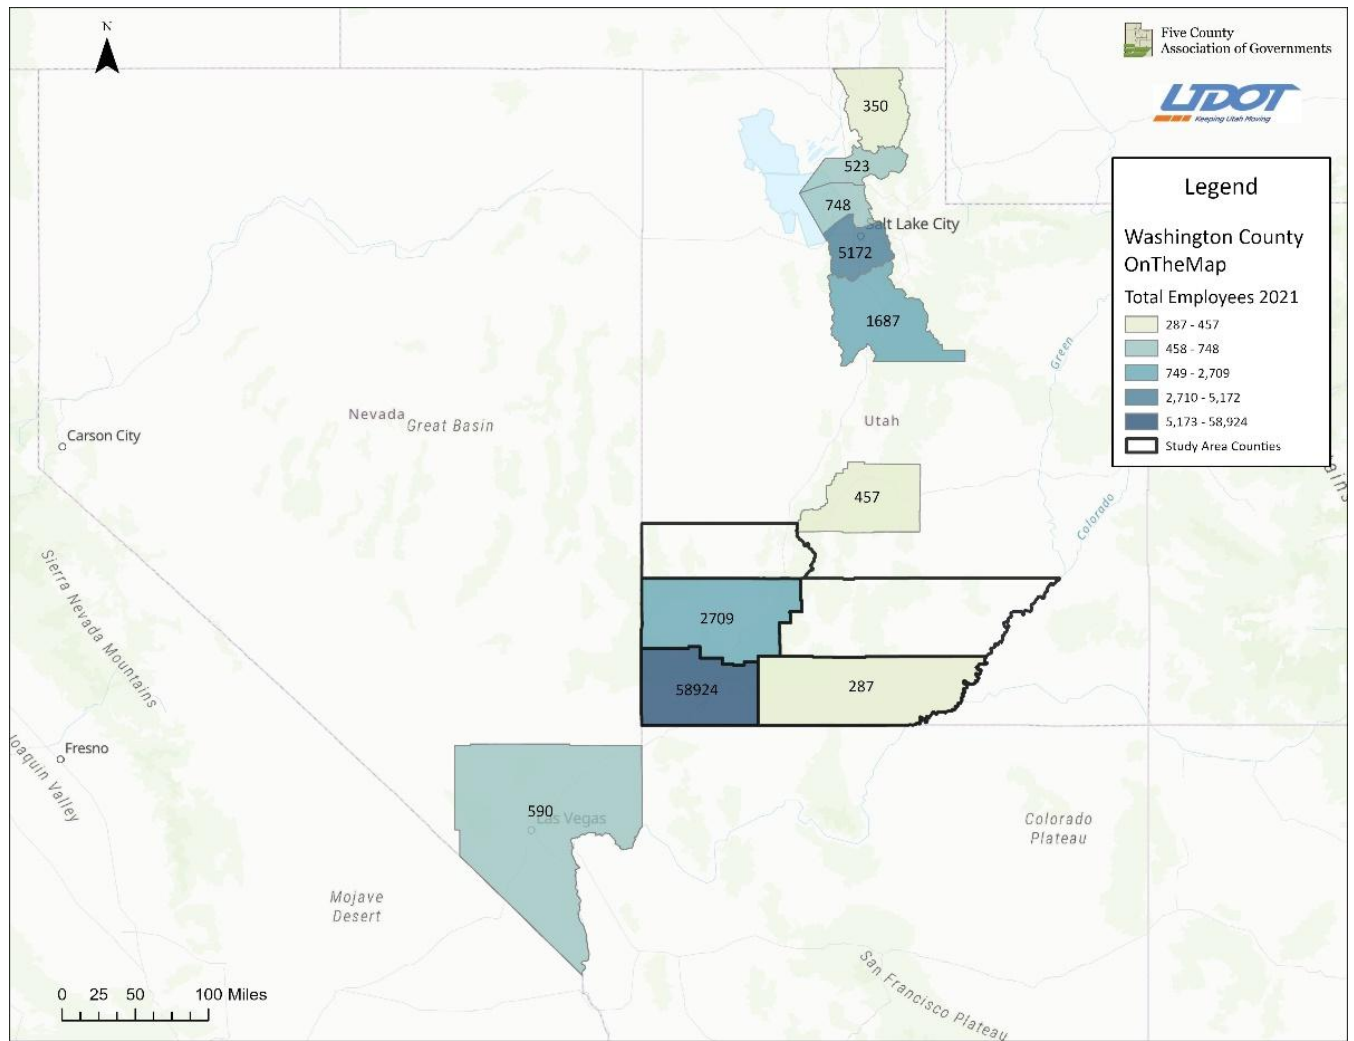 N
Five County
Association of Governments
UDOT
Keeping Utah Moving
350
523
748
Salt Lake City
5172
1687
Legend
Washington County
OnTheMap
Total Employees 2021
287 - 457
458 - 748
749 - 2,709
2,710 - 5,172
5,173 - 58,924
Study Area Counties
Green
Nevada
Great Basin
Utah
Carson City
457
Colorado
Sierra Nevada Mountains
2709
58924
287
Fresno
Joaquin Valley
590
Las Vegas
Colorado
Plateau
Mojave
Desert
San Francisco Plateau
0 25 50 100 Miles